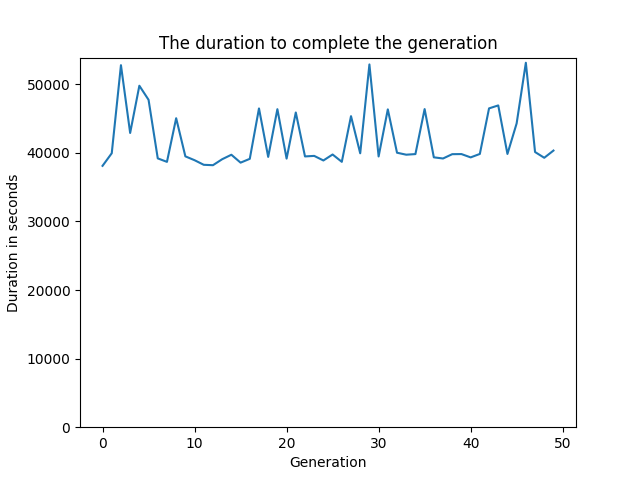 The duration to complete the generation
50000
40000
30000
20000
10000
0
Duration in seconds
0 10 20 30 40 50
Generation